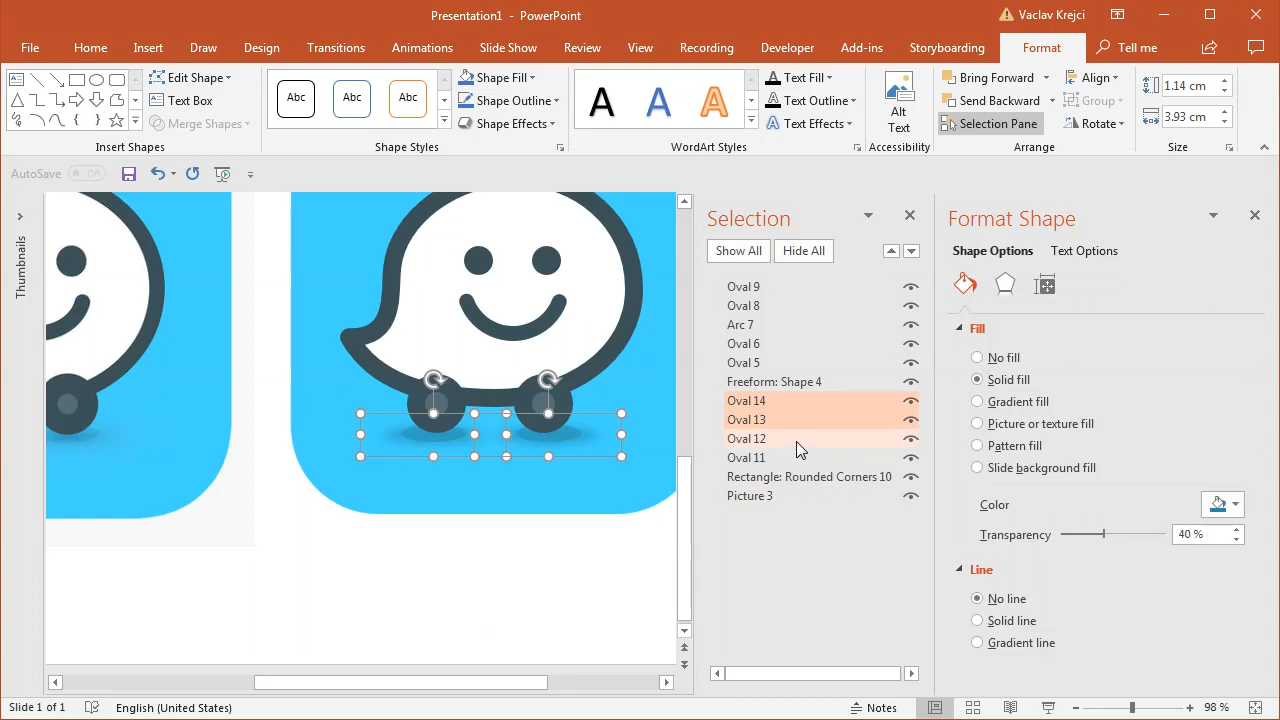 Presentation1 - PowerPoint
Vaclav Krejci
File Home Insert Draw Design Transitions Animations Slide Show Review View Recording Developer Add-ins Storyboarding Format Tell me
Edit Shape
Text Box
Merge Shapes
Insert Shapes
Abc Abc Abc
Shape Fill
Shape Outline
Shape Effects
Shape Styles
A A A
Text Fill
Text Outline
Text Effects
WordArt Styles
Alt
Text
Accessibility
Bring Forward
Send Backward
Selection Pane
Align
Group
Rotate
Arrange
1.14 cm
3.93 cm
Size
AutoSave Off
Thumbnails
Selection
Show All Hide All
Oval 9
Oval 8
Arc 7
Oval 6
Oval 5
Freeform: Shape 4
Oval 14
Oval 13
Oval 12
Oval 11
Rectangle: Rounded Corners 10
Picture 3
Format Shape
Shape Options Text Options
Fill
No fill
Solid fill
Gradient fill
Picture or texture fill
Pattern fill
Slide background fill
Color
Transparency 40 %
Line
No line
Solid line
Gradient line
Slide 1 of 1 English (United States) Notes 98 %